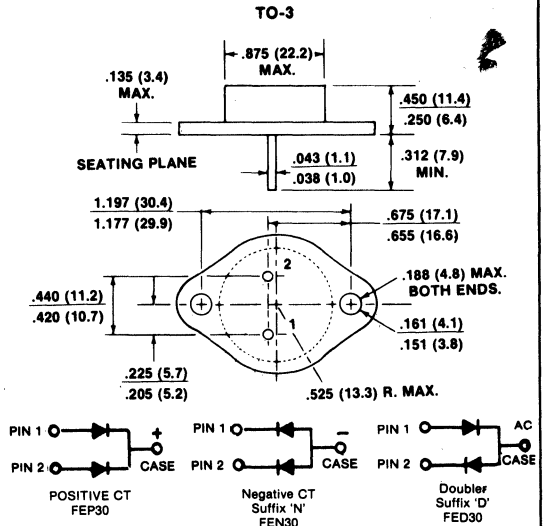 TO-3
.875 (22.2)
MAX.
.135 (3.4)
MAX.
.450 (11.4)
.250 (6.4)
SEATING PLANE
.043 (1.1)
.038 (1.0)
.312 (7.9)
MIN.
1.197 (30.4)
1.177 (29.9)
.675 (17.1)
.655 (16.6)
2
.188 (4.8) MAX.
BOTH ENDS.
.440 (11.2)
.420 (10.7)
1
.161 (4.1)
.151 (3.8)
.225 (5.7)
.205 (5.2)
.525 (13.3) R. MAX.
PIN 1 +
PIN 2 CASE
POSITIVE CT
FEP30
PIN 1 –
PIN 2 CASE
Negative CT
Suffix 'N'
FEN30
PIN 1 AC
PIN 2 CASE
Doubler
Suffix 'D'
FED30